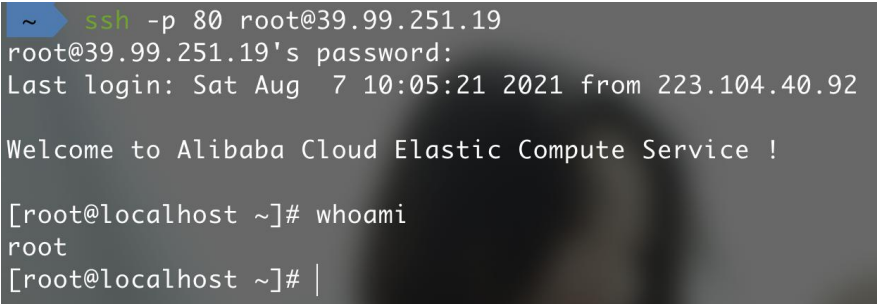 ~ ssh -p 80 root@39.99.251.19
root@39.99.251.19's password:
Last login: Sat Aug  7 10:05:21 2021 from 223.104.40.92
Welcome to Alibaba Cloud Elastic Compute Service !
[root@localhost ~]# whoami
root
[root@localhost ~]#